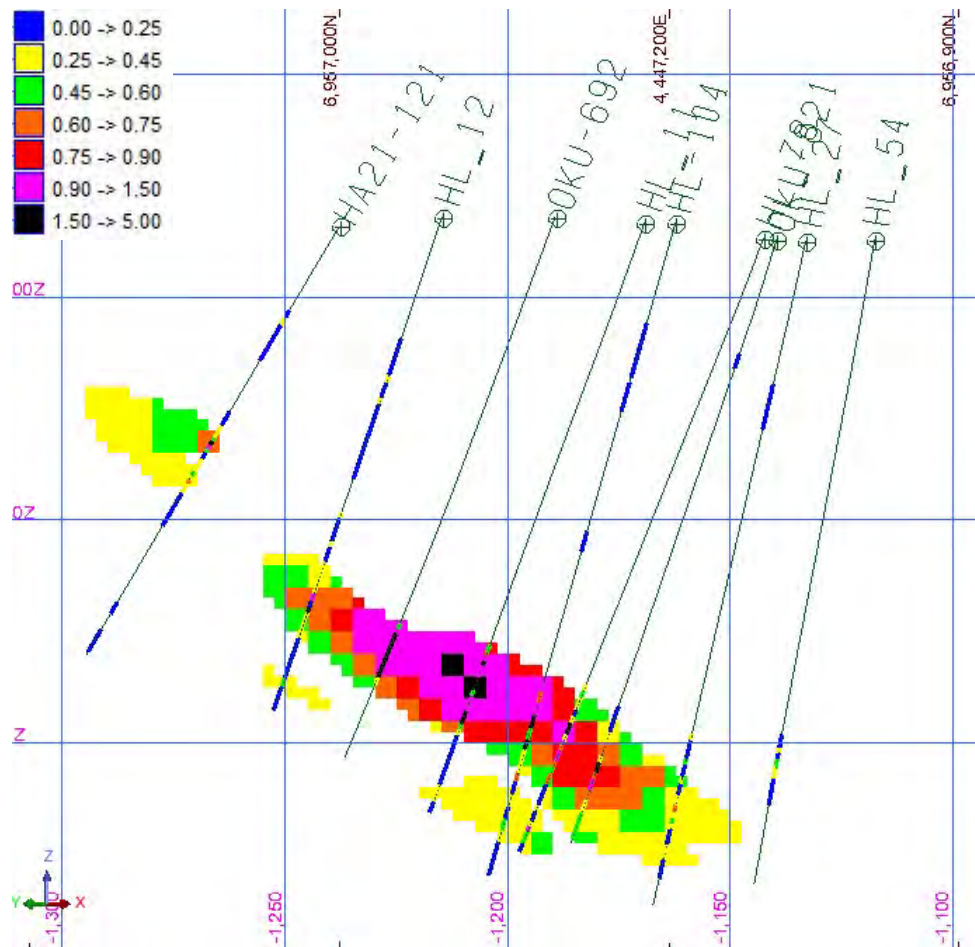 0.00 -> 0.25
0.25 -> 0.45
0.45 -> 0.60
0.60 -> 0.75
0.75 -> 0.90
0.90 -> 1.50
1.50 -> 5.00
6,957,000N
4,447,200E
6,956,900N
HA21-121
HL_12
OKU-692
HL_54
00Z
0Z
Z
Z
Y
X
-1,300
-1,250
-1,200
-1,150
-1,100